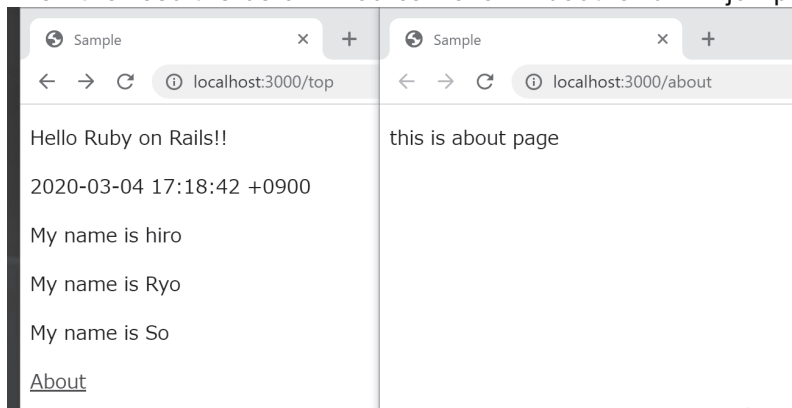 Sample
localhost:3000/top
Hello Ruby on Rails!!
2020-03-04 17:18:42 +0900
My name is hiro
My name is Ryo
My name is So
About
Sample
localhost:3000/about
this is about page